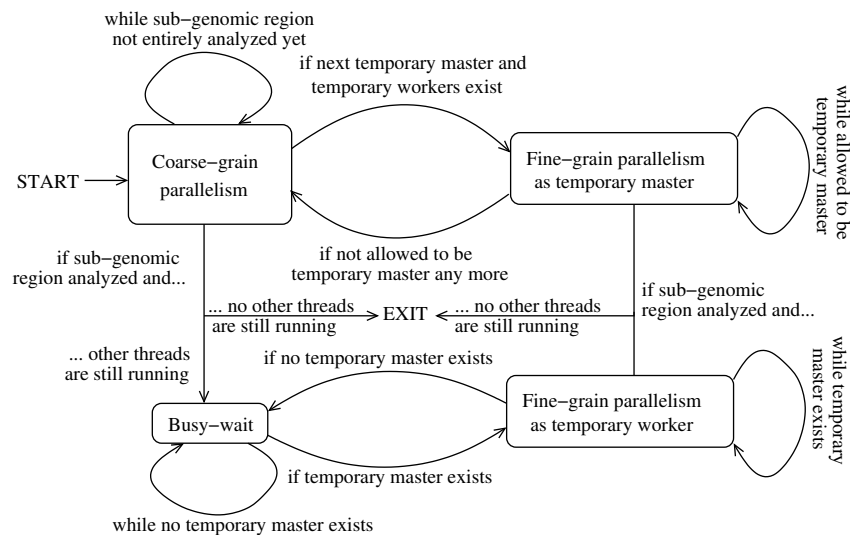 while sub−genomic region
not entirely analyzed yet
if next temporary master and
temporary workers exist
while allowed to be
temporary master
START
Coarse−grain
parallelism
Fine−grain parallelism
as temporary master
if not allowed to be
temporary master any more
if sub−genomic
region analyzed and...
if sub−genomic
region analyzed and...
... no other threads
are still running
EXIT
... no other threads
are still running
... other threads
are still running
if no temporary master exists
while temporary
master exists
Busy−wait
Fine−grain parallelism
as temporary worker
if temporary master exists
while no temporary master exists